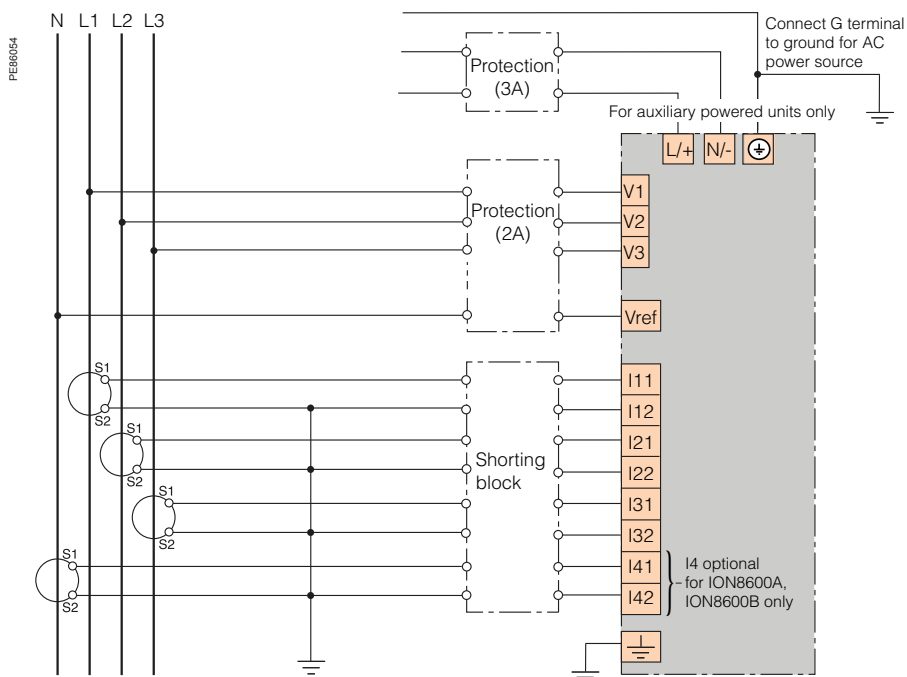 PE86054
N L1 L2 L3
Connect G terminal
to ground for AC
power source
Protection
(3A)
For auxiliary powered units only
L/+ N/-
Protection
(2A)
V1
V2
V3
Vref
S1
S2
S1
S2
S1
S2
S1
S2
Shorting
block
I11
I12
I21
I22
I31
I32
I41
I42
I4 optional
for ION8600A,
ION8600B only